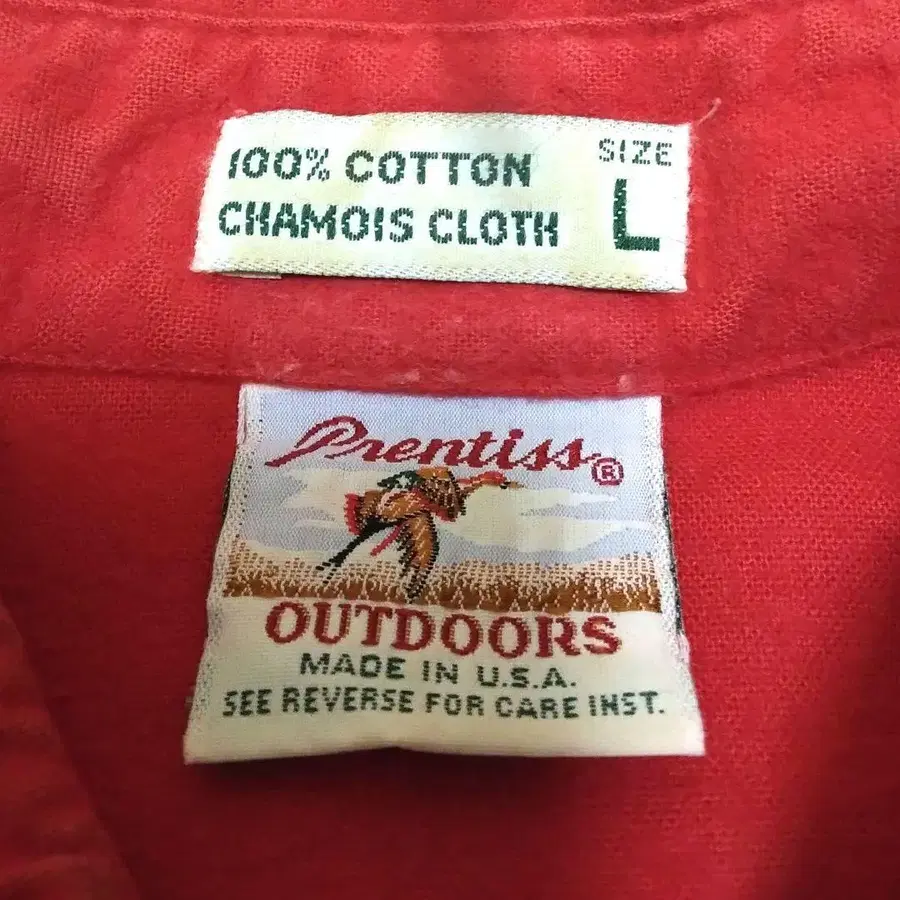 100% COTTON
CHAMOIS CLOTH
SIZE
L
Prentiss®
OUTDOORS
MADE IN U.S.A.
SEE REVERSE FOR CARE INST.